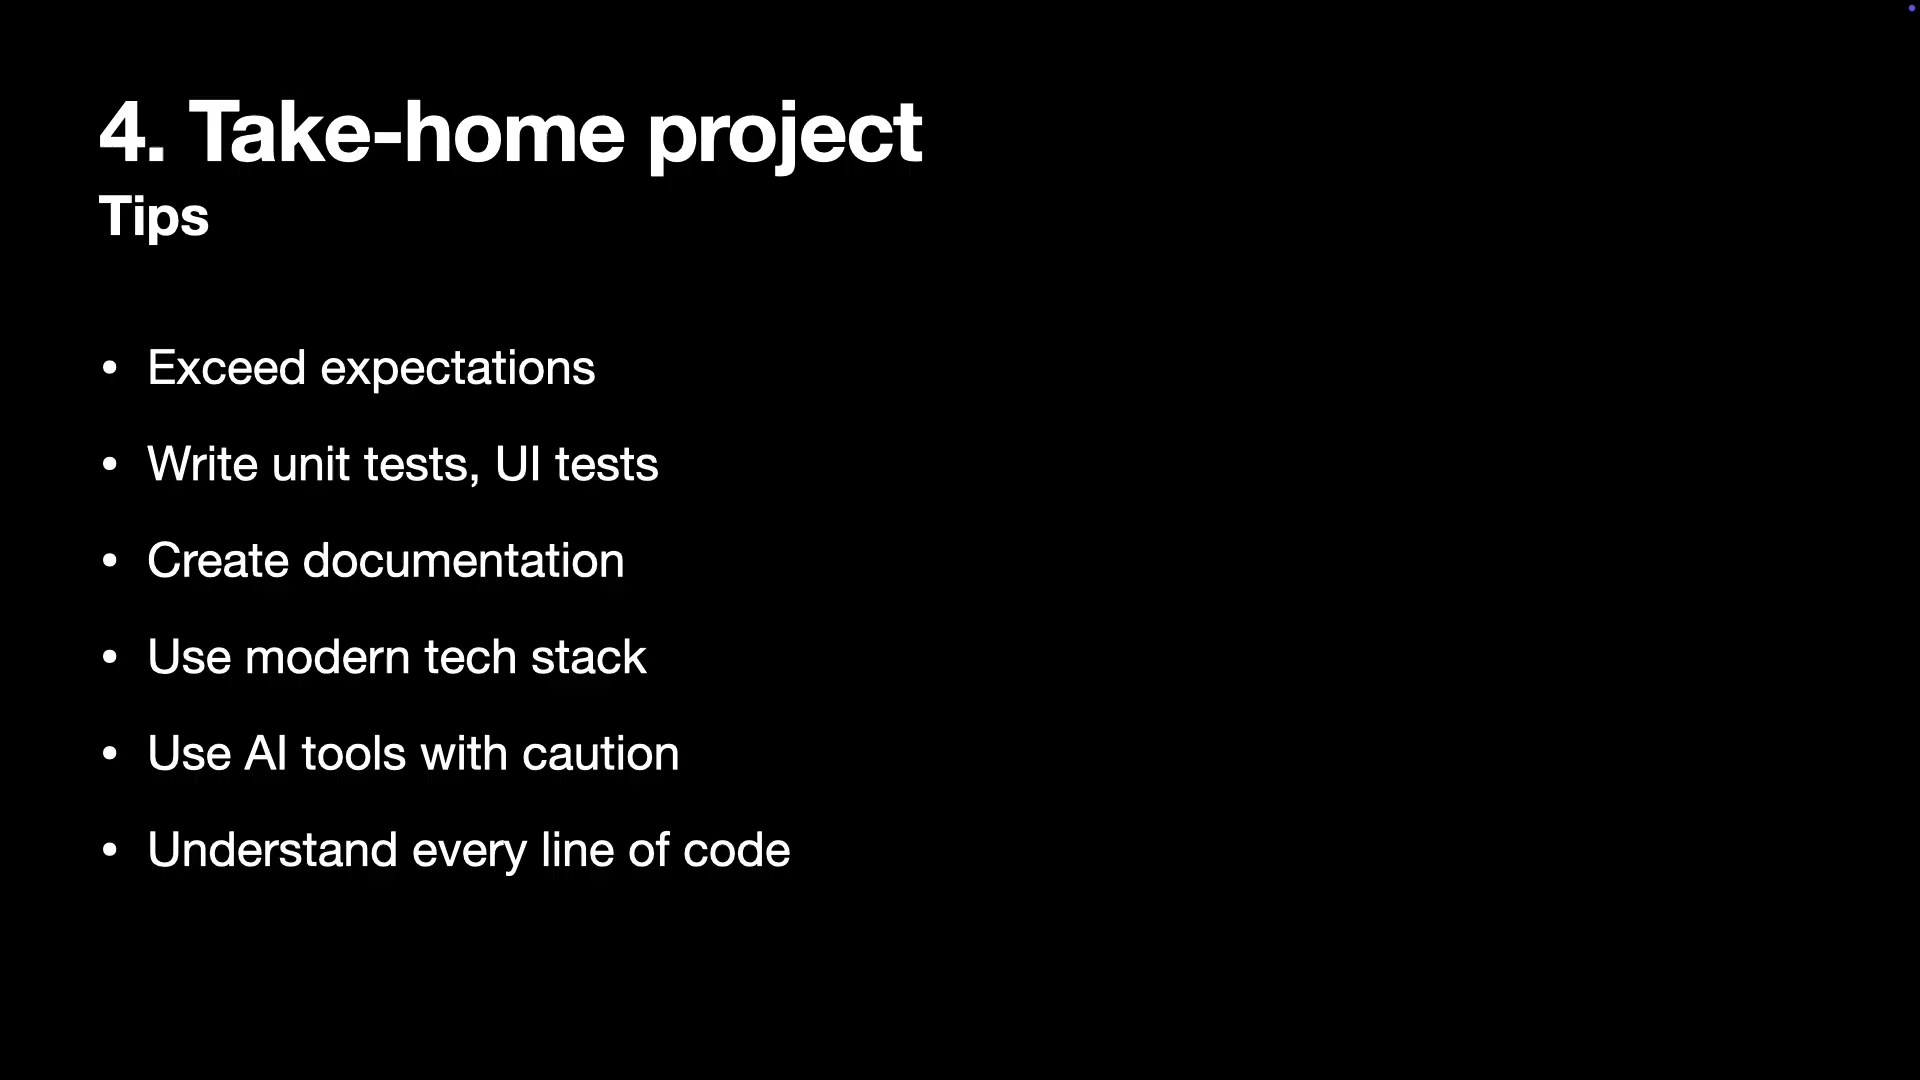 4. Take-home project
Tips
• Exceed expectations
• Write unit tests, UI tests
• Create documentation
• Use modern tech stack
• Use AI tools with caution
• Understand every line of code